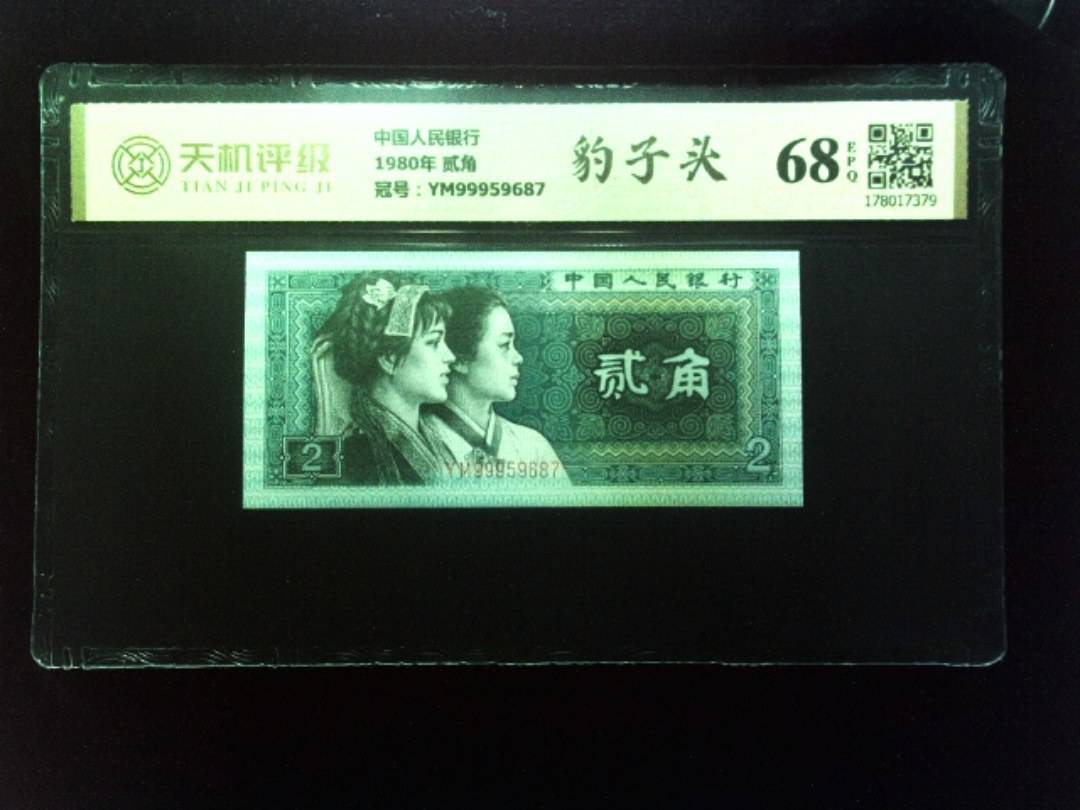 天机评级
TIAN JI PING JI
中国人民银行
1980年 贰角
冠号：YM99959687
豹子头
68
EPQ
178017379
中国人民银行
贰角
2
YM99959687
2